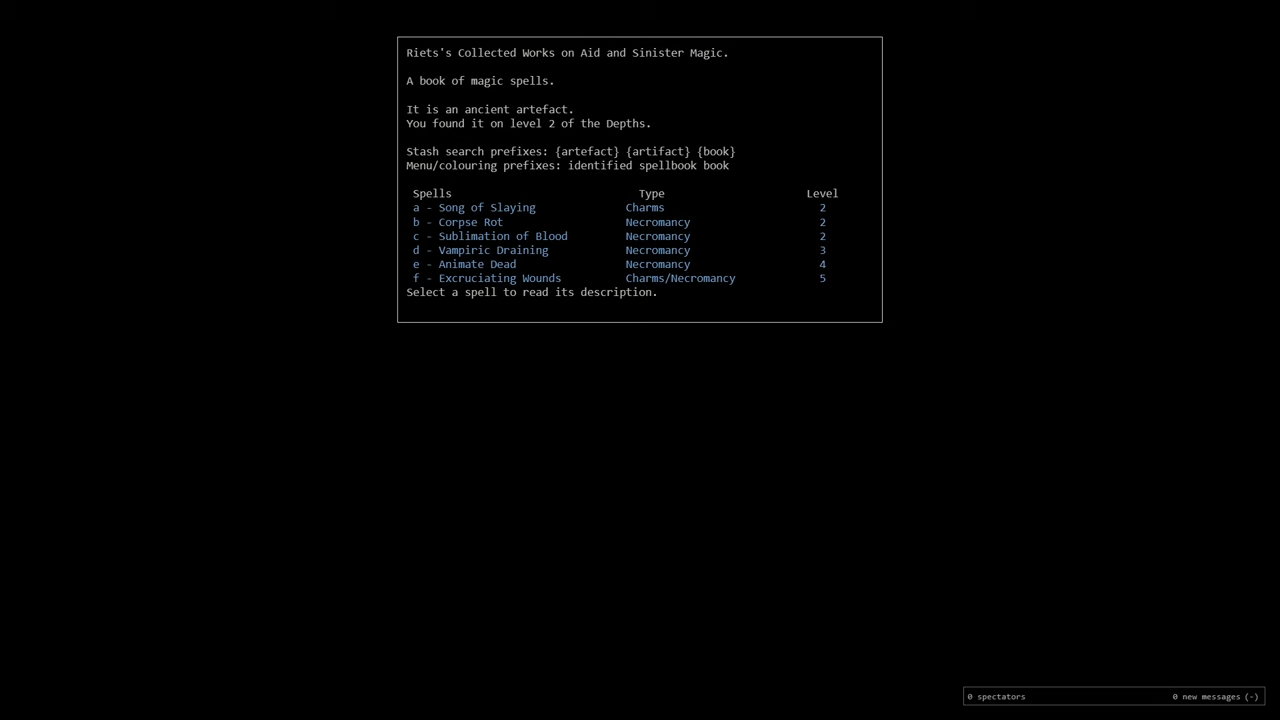 Riets's Collected Works on Aid and Sinister Magic.
A book of magic spells.
It is an ancient artefact.
You found it on level 2 of the Depths.
Stash search prefixes: {artefact} {artifact} {book}
Menu/colouring prefixes: identified spellbook book
Spells Type Level
a - Song of Slaying Charms 2
b - Corpse Rot Necromancy 2
c - Sublimation of Blood Necromancy 2
d - Vampiric Draining Necromancy 3
e - Animate Dead Necromancy 4
f - Excruciating Wounds Charms/Necromancy 5
Select a spell to read its description.
0 spectators 0 new messages (-)